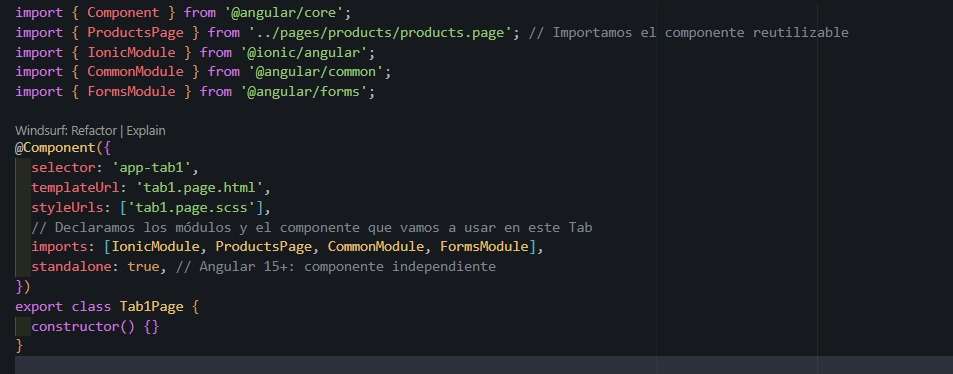 import { Component } from '@angular/core';
import { ProductsPage } from '../pages/products/products.page'; // Importamos el componente reutilizable
import { IonicModule } from '@ionic/angular';
import { CommonModule } from '@angular/common';
import { FormsModule } from '@angular/forms';

Windsurf: Refactor | Explain
@Component({
  selector: 'app-tab1',
  templateUrl: 'tab1.page.html',
  styleUrls: ['tab1.page.scss'],
  // Declaramos los módulos y el componente que vamos a usar en este Tab
  imports: [IonicModule, ProductsPage, CommonModule, FormsModule],
  standalone: true, // Angular 15+: componente independiente
})
export class Tab1Page {
  constructor() {}
}